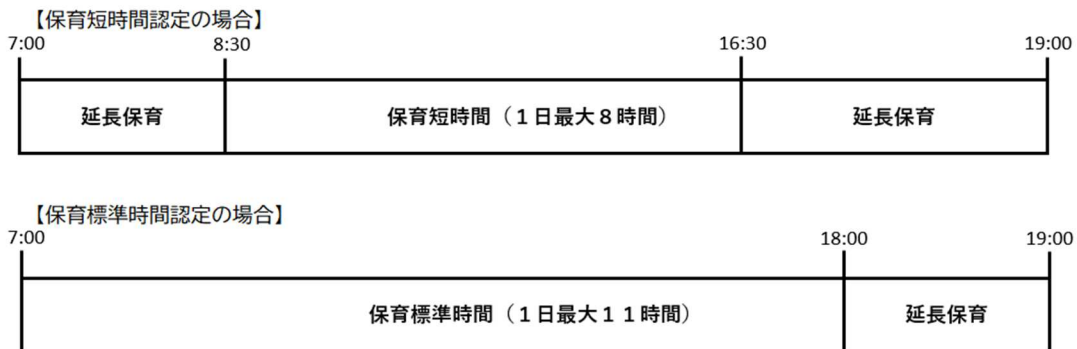 【保育短時間認定の場合】
7:00 8:30 16:30 19:00
延長保育 保育短時間（１日最大８時間） 延長保育
【保育標準時間認定の場合】
7:00 18:00 19:00
保育標準時間（１日最大１１時間） 延長保育